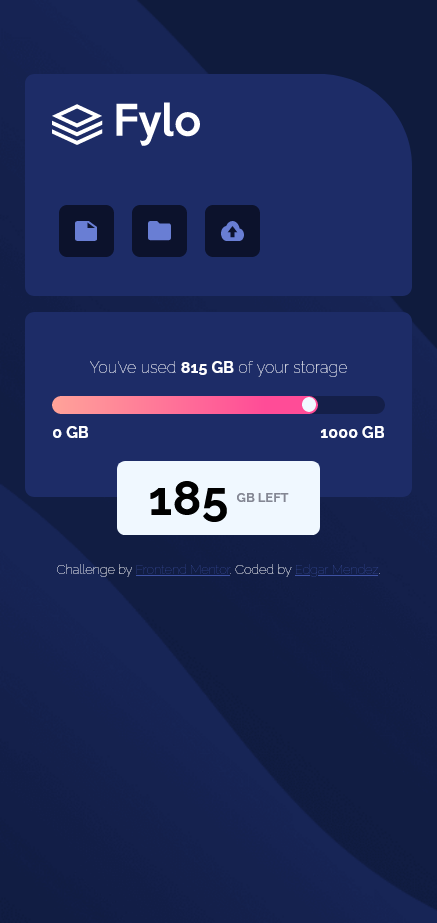 Fylo
You've used 815 GB of your storage
0 GB 1000 GB
185 GB LEFT
Challenge by Frontend Mentor. Coded by Edgar Mendez.